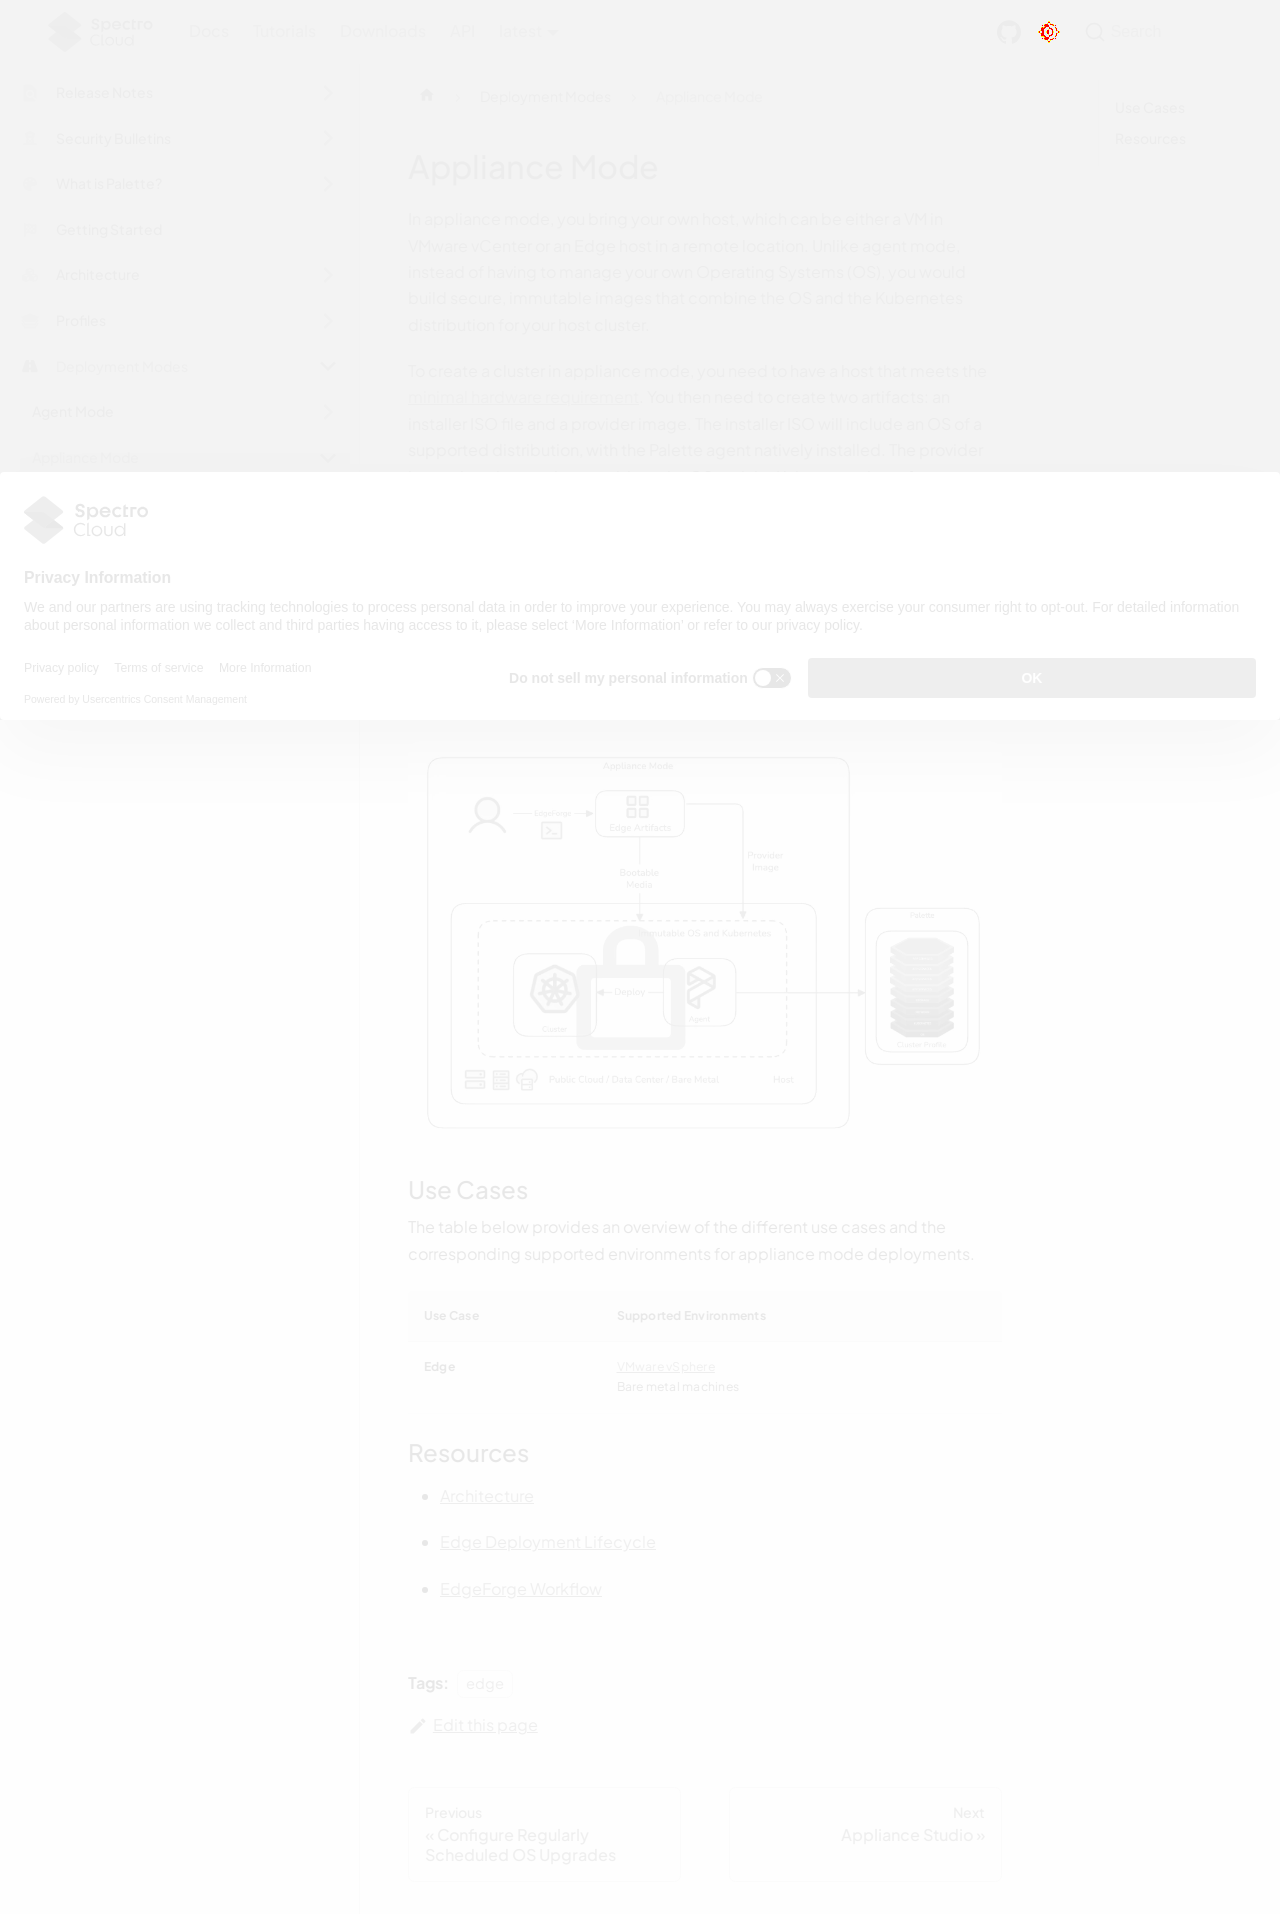 Spectro Cloud
Docs Tutorials Downloads API latest
Search
Release Notes
Security Bulletins
What is Palette?
Getting Started
Architecture
Profiles
Deployment Modes
Agent Mode
Appliance Mode
Deployment Modes Appliance Mode
Use Cases
Resources
Appliance Mode
In appliance mode, you bring your own host, which can be either a VM in
VMware vCenter or an Edge host in a remote location. Unlike agent mode,
instead of having to manage your own Operating Systems (OS), you would
build secure, immutable images that combine the OS and the Kubernetes
distribution for your host cluster.
To create a cluster in appliance mode, you need to have a host that meets the
minimal hardware requirement. You then need to create two artifacts: an
installer ISO file and a provider image. The installer ISO will include an OS of a
supported distribution, with the Palette agent natively installed. The provider
Spectro
Cloud
Privacy Information
We and our partners are using tracking technologies to process personal data in order to improve your experience. You may always exercise your consumer right to opt-out. For detailed information
about personal information we collect and third parties having access to it, please select 'More Information' or refer to our privacy policy.
Privacy policy Terms of service More Information
Do not sell my personal information
OK
Powered by Usercentrics Consent Management
Appliance Mode
EdgeForge
Edge Artifacts
Provider
Image
Bootable
Media
Palette
Immutable OS and Kubernetes
Deploy
Agent
Cluster
Cluster Profile
Public Cloud / Data Center / Bare Metal
Host
Use Cases
The table below provides an overview of the different use cases and the
corresponding supported environments for appliance mode deployments.
Use Case Supported Environments
Edge VMware vSphere
Bare metal machines
Resources
Architecture
Edge Deployment Lifecycle
EdgeForge Workflow
Tags: edge
Edit this page
Previous
« Configure Regularly
Scheduled OS Upgrades
Next
Appliance Studio »